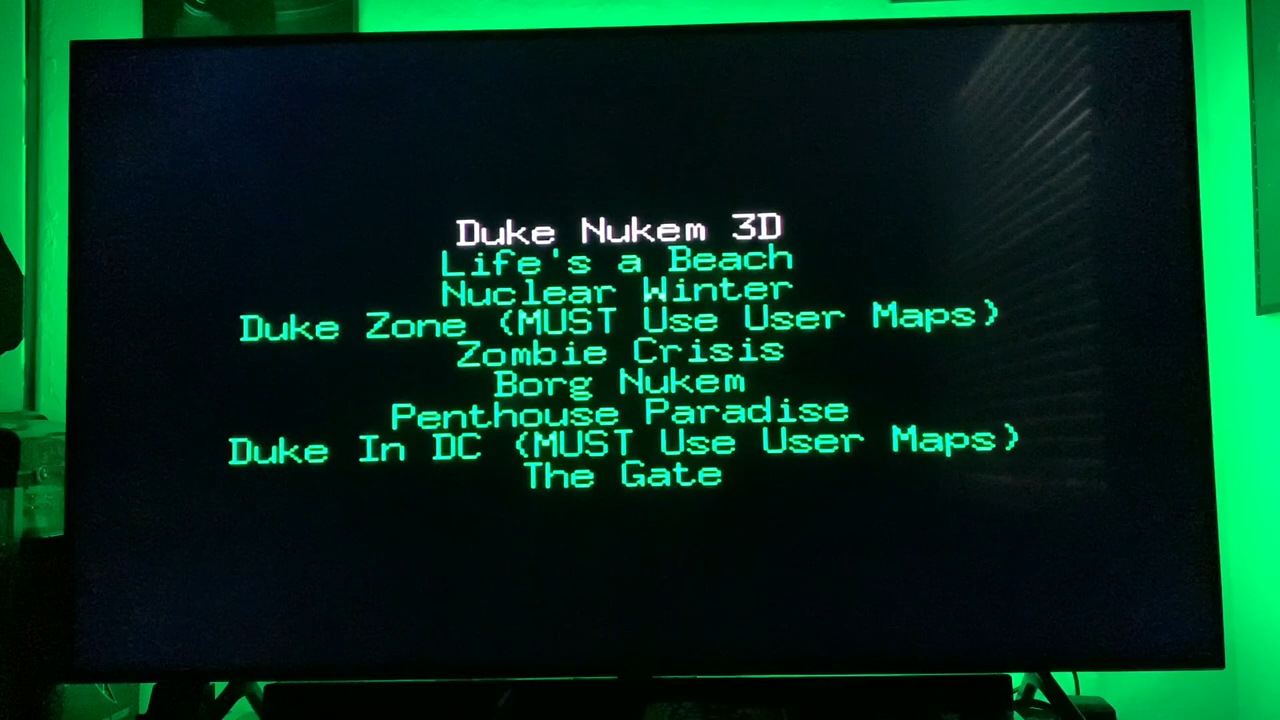 Duke Nukem 3D
Life's a Beach
Nuclear Winter
Duke Zone (MUST Use User Maps)
Zombie Crisis
Borg Nukem
Penthouse Paradise
Duke In DC (MUST Use User Maps)
The Gate